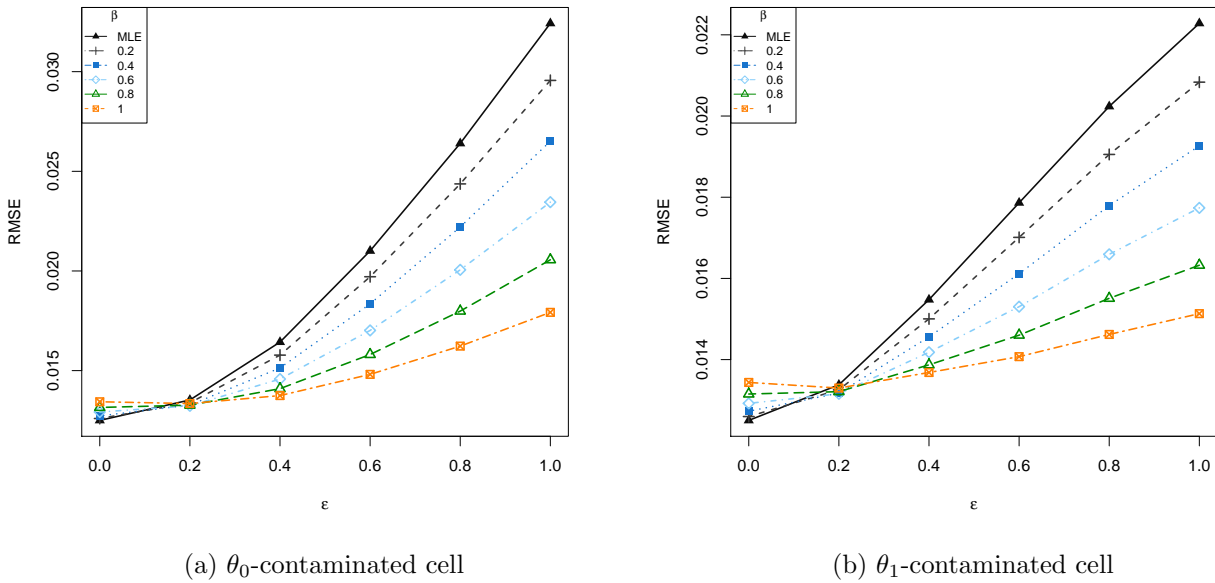 β
MLE
0.2
0.4
0.6
0.8
1
RMSE
0.030
0.025
0.020
0.015
0.0 0.2 0.4 0.6 0.8 1.0
ε
(a) θ0-contaminated cell
β
MLE
0.2
0.4
0.6
0.8
1
RMSE
0.022
0.020
0.018
0.016
0.014
0.0 0.2 0.4 0.6 0.8 1.0
ε
(b) θ1-contaminated cell